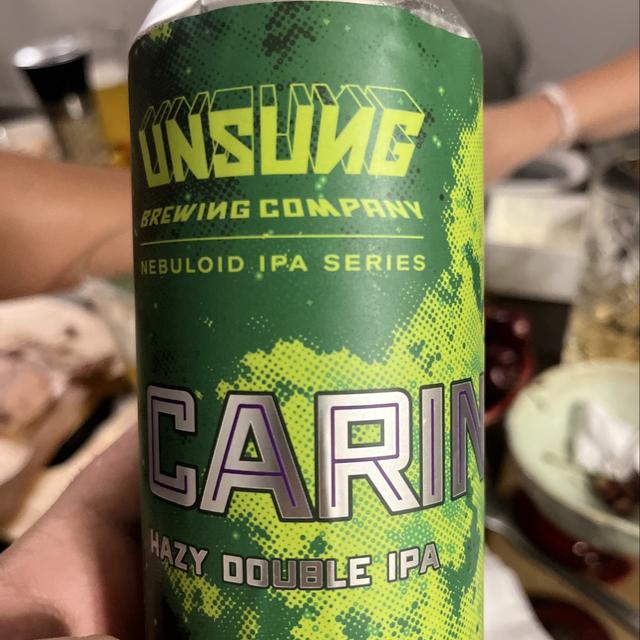 UNSUNG
BREWING COMPANY
NEBULOID IPA SERIES
CARIN
HAZY DOUBLE IPA